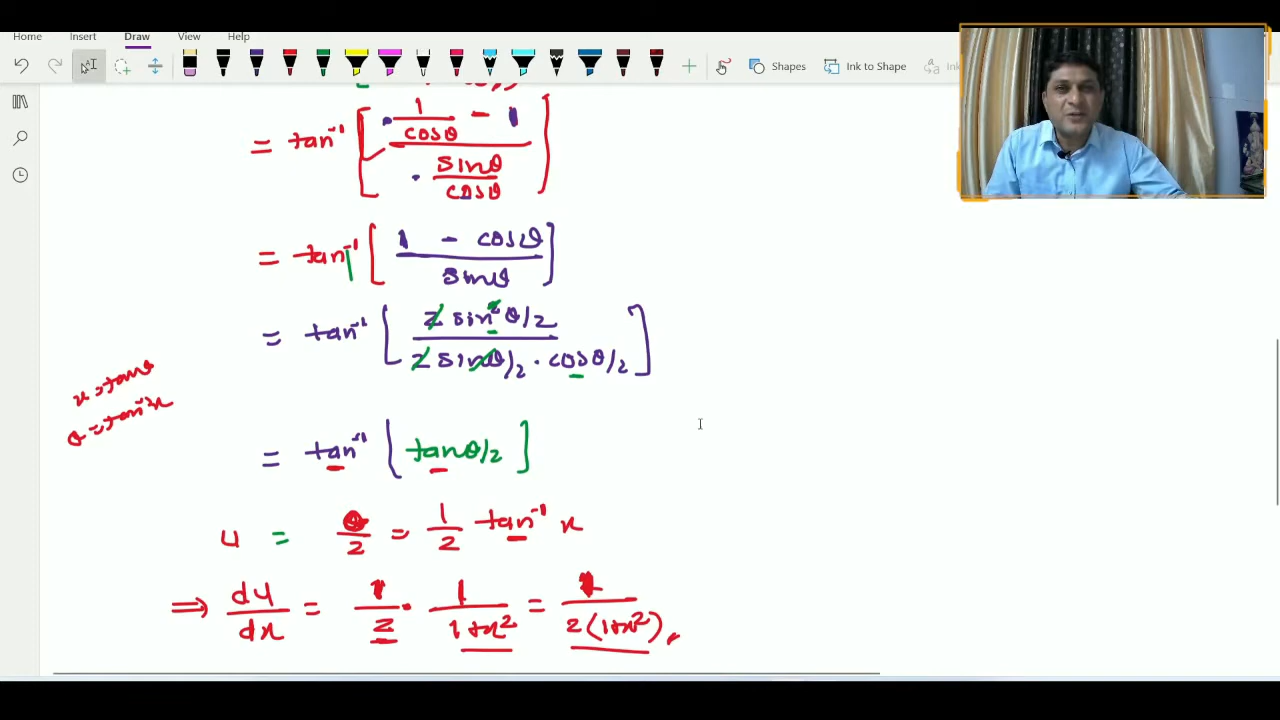 Home Insert Draw View Help
Shapes Ink to Shape
= tan⁻¹ [ (1/cosθ − 1) / (sinθ/cosθ) ]
= tan⁻¹ [ (1 − cosθ) / sinθ ]
= tan⁻¹ [ (2 sin²θ/2) / (2 sinθ/2 · cosθ/2) ]
x = tanθ
θ = tan⁻¹x
= tan⁻¹ [ tanθ/2 ]
u = θ/2 = 1/2 tan⁻¹ x
⇒ du/dx = 1/2 · 1/(1+x²) = 1/(2(1+x²))